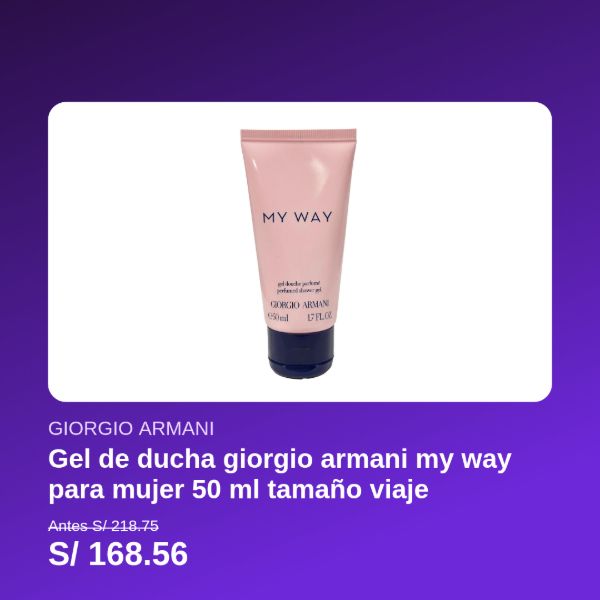 MY WAY
gel douche parfumé
perfumed shower gel
GIORGIO ARMANI
e 50 ml 1.7 FL.OZ
GIORGIO ARMANI
Gel de ducha giorgio armani my way
para mujer 50 ml tamaño viaje
Antes S/ 218.75
S/ 168.56